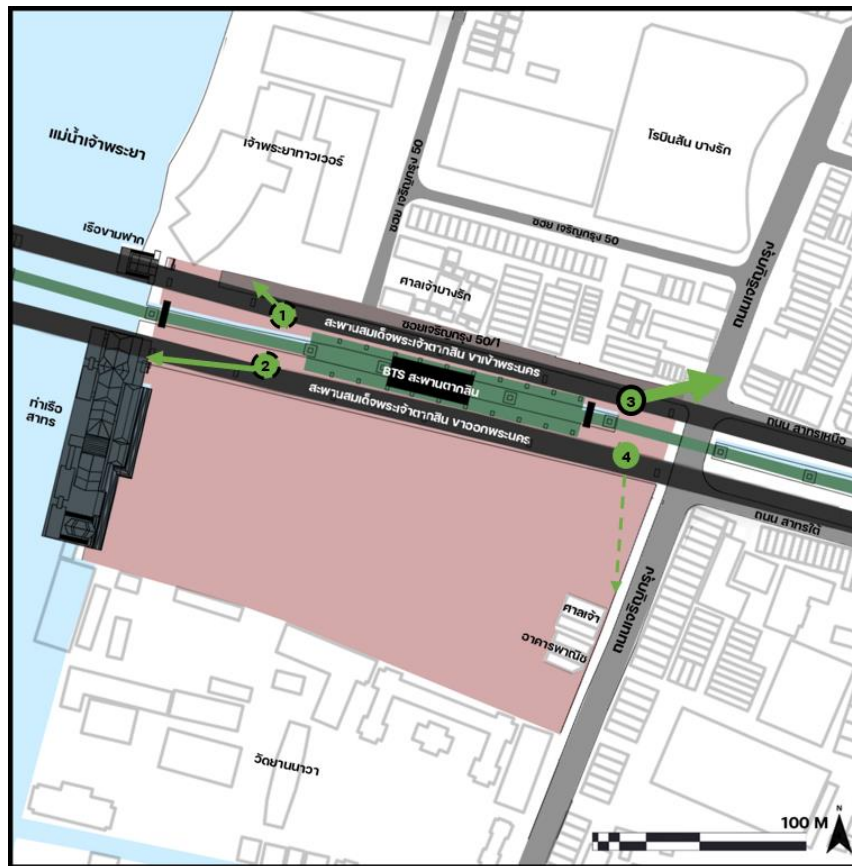 แม่น้ำเจ้าพระยา
เจ้าพระยาทาวเวอร์
ซอย เจริญกรุง 50
โรบินสัน บางรัก
เรือข้ามฟาก
ซอย เจริญกรุง 50
ถนนเจริญกรุง
ศาลเจ้าบางรัก
1
ซอยเจริญกรุง 50/1
สะพานสมเด็จพระเจ้าตากสิน ขาเข้าพระนคร
2
BTS สะพานตากสิน
3
ท่าเรือ
สาทร
สะพานสมเด็จพระเจ้าตากสิน ขาออกพระนคร
ถนน สาทรเหนือ
4
ถนน สาทรใต้
ถนนเจริญกรุง
ศาลเจ้า
อาคารพาณิช
วัดยานนาวา
100 M
N